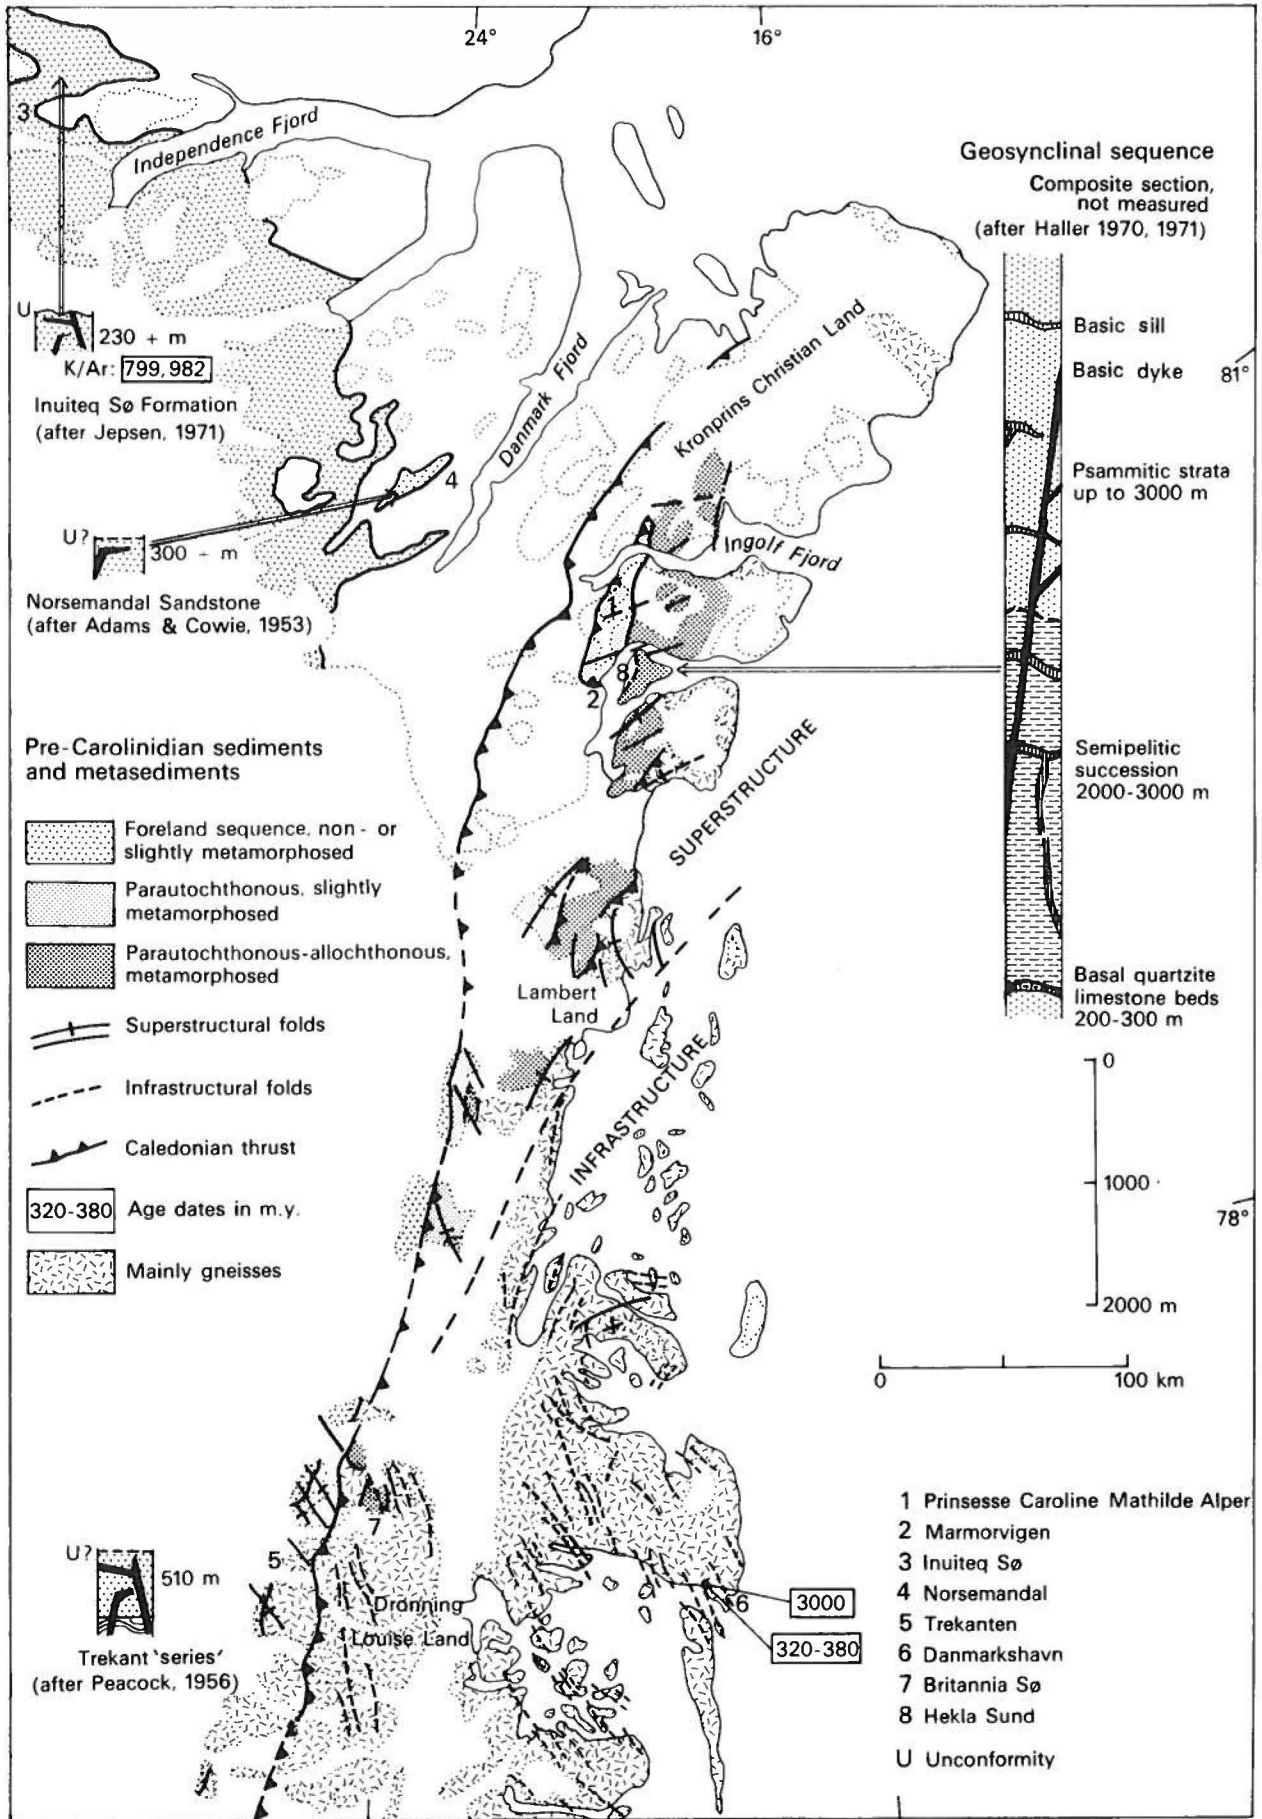 24°
16°
3
Independence Fjord
Geosynclinal sequence
Composite section,
not measured
(after Haller 1970, 1971)
U
230 + m
K/Ar: 799,982
Inuiteq Sø Formation
(after Jepsen, 1971)
Basic sill
Basic dyke
81°
Kronprins Christian Land
Danmark Fjord
4
Psammitic strata
up to 3000 m
U?
300 - m
Ingolf Fjord
Norsemandal Sandstone
(after Adams & Cowie, 1953)
1
8
2
Pre-Carolinidian sediments
and metasediments
SUPERSTRUCTURE
Semipelitic
succession
2000-3000 m
Foreland sequence, non- or
slightly metamorphosed
Parautochthonous, slightly
metamorphosed
Parautochthonous-allochthonous,
metamorphosed
Lambert
Land
Basal quartzite
limestone beds
200-300 m
Superstructural folds
Infrastructural folds
INFRASTRUCTURE
Caledonian thrust
320-380 Age dates in m.y.
Mainly gneisses
0
1000
78°
2000 m
0
100 km
7
5
U?
510 m
Trekant 'series'
(after Peacock, 1956)
Dronning
Louise Land
6
3000
320-380
1 Prinsesse Caroline Mathilde Alper
2 Marmorvigen
3 Inuiteq Sø
4 Norsemandal
5 Trekanten
6 Danmarkshavn
7 Britannia Sø
8 Hekla Sund
U Unconformity